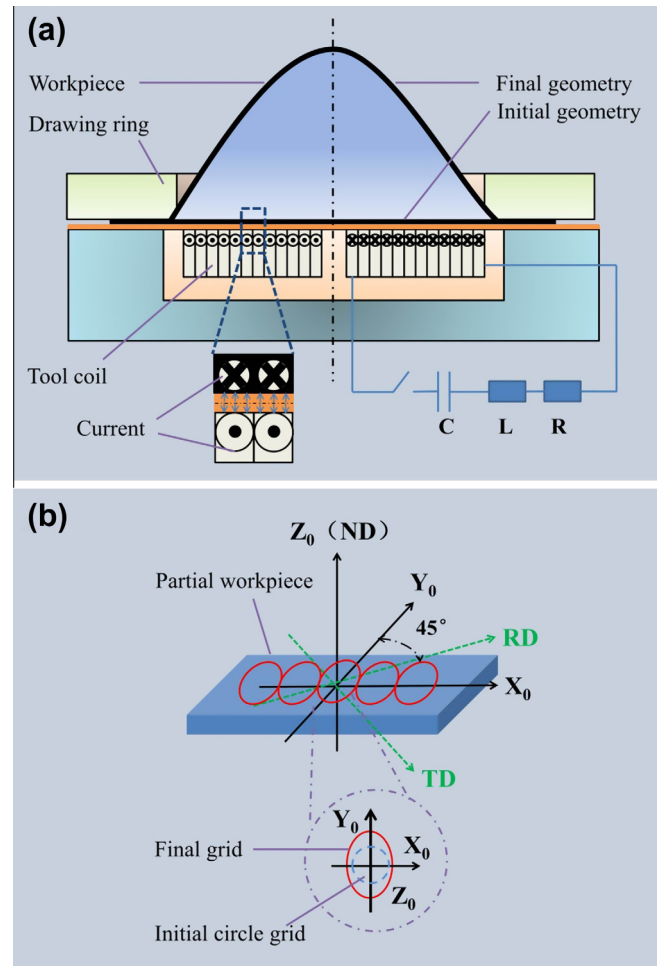 (a)
Workpiece
Final geometry
Initial geometry
Drawing ring
Tool coil
Current
C
L
R
(b)
Z₀（ND）
Partial workpiece
Y₀
45°
RD
X₀
TD
Y₀
Final grid
X₀
Z₀
Initial circle grid